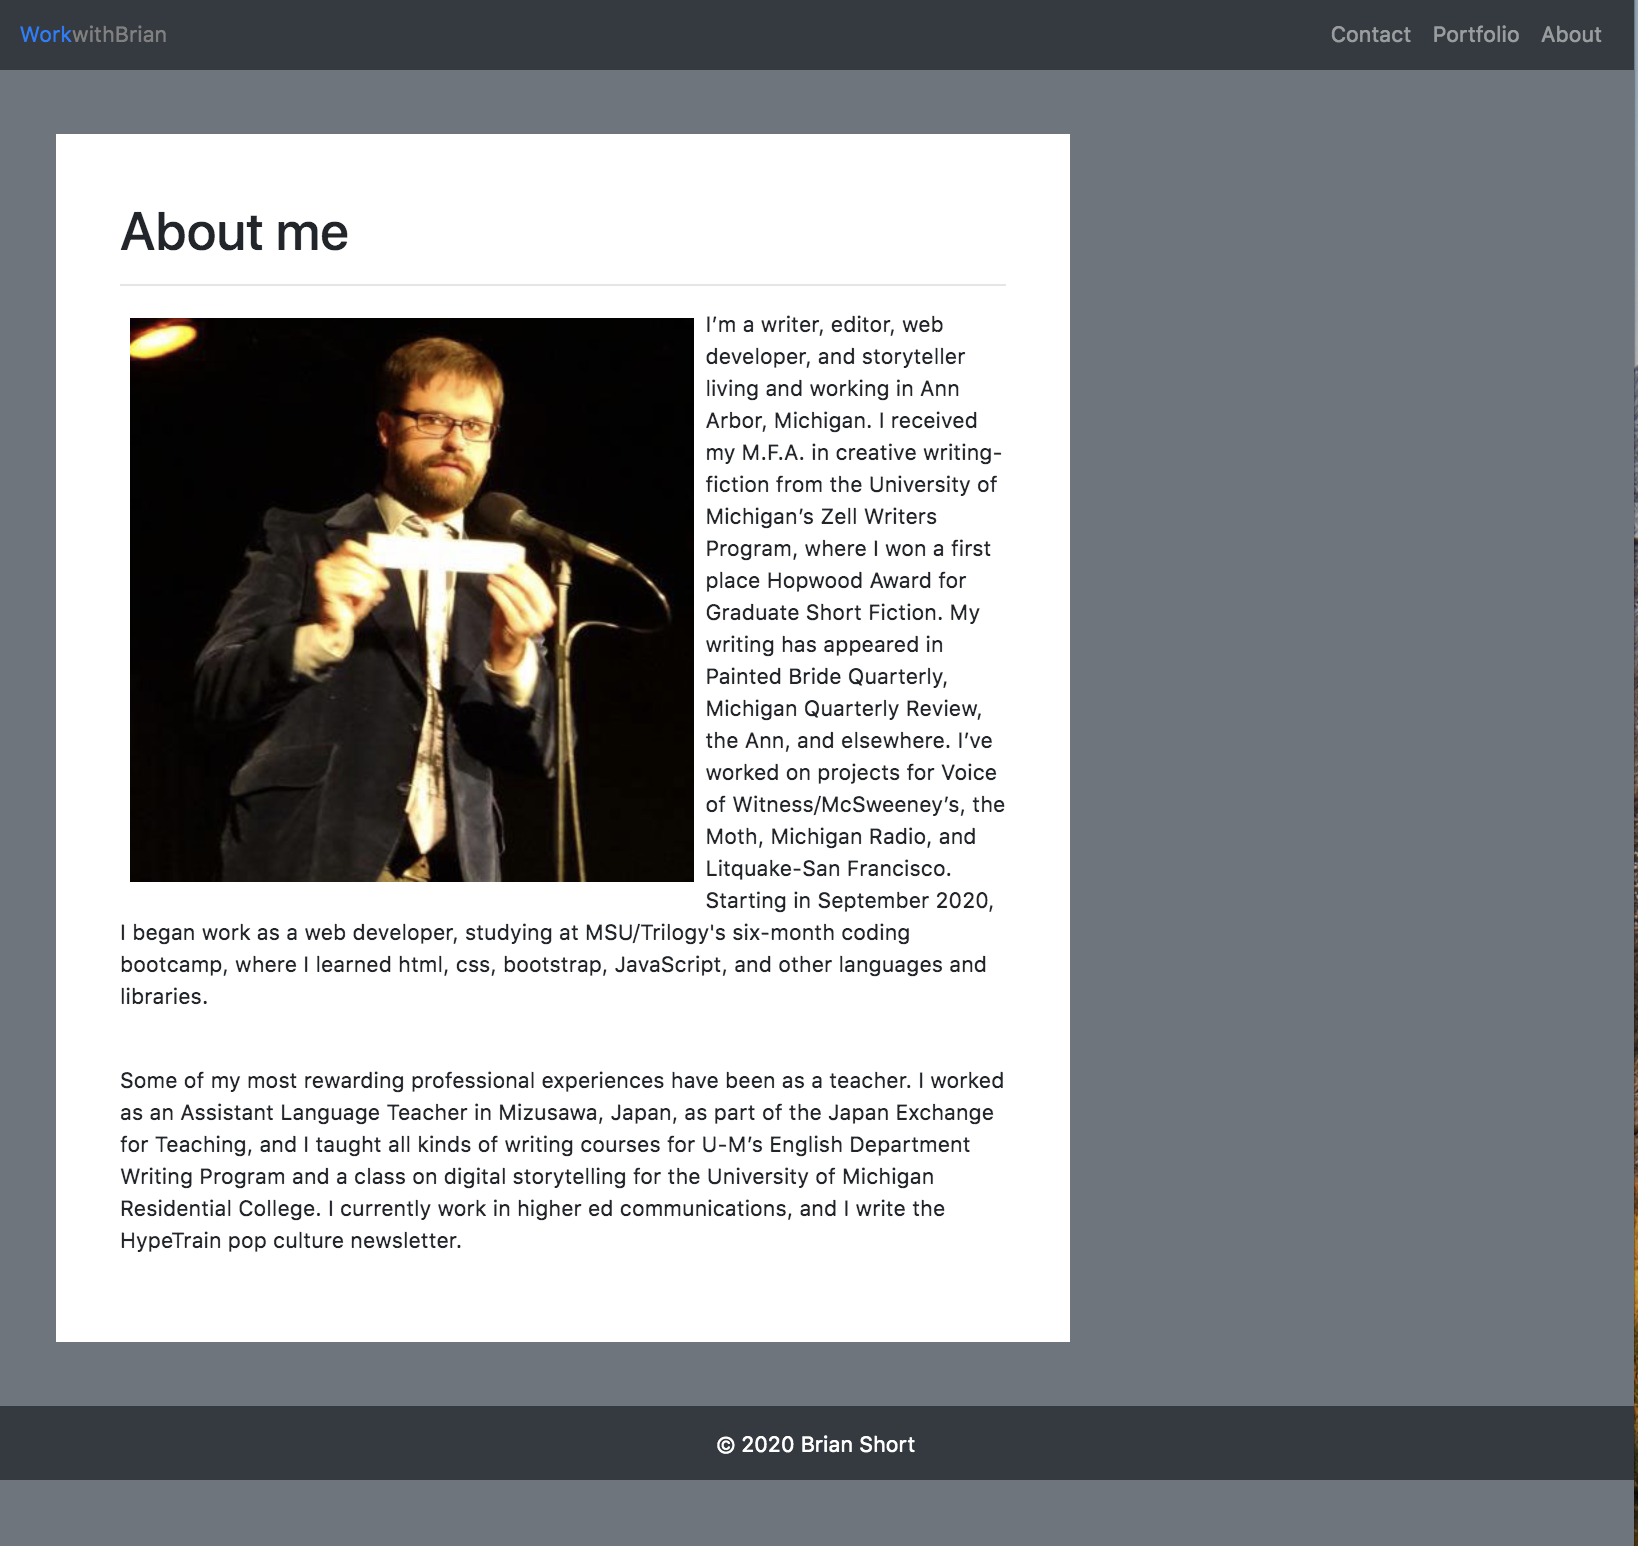 WorkwithBrian
Contact Portfolio About
About me
I’m a writer, editor, web
developer, and storyteller
living and working in Ann
Arbor, Michigan. I received
my M.F.A. in creative writing-
fiction from the University of
Michigan’s Zell Writers
Program, where I won a first
place Hopwood Award for
Graduate Short Fiction. My
writing has appeared in
Painted Bride Quarterly,
Michigan Quarterly Review,
the Ann, and elsewhere. I’ve
worked on projects for Voice
of Witness/McSweeney’s, the
Moth, Michigan Radio, and
Litquake-San Francisco.
Starting in September 2020,
I began work as a web developer, studying at MSU/Trilogy's six-month coding
bootcamp, where I learned html, css, bootstrap, JavaScript, and other languages and
libraries.
Some of my most rewarding professional experiences have been as a teacher. I worked
as an Assistant Language Teacher in Mizusawa, Japan, as part of the Japan Exchange
for Teaching, and I taught all kinds of writing courses for U-M’s English Department
Writing Program and a class on digital storytelling for the University of Michigan
Residential College. I currently work in higher ed communications, and I write the
HypeTrain pop culture newsletter.
© 2020 Brian Short